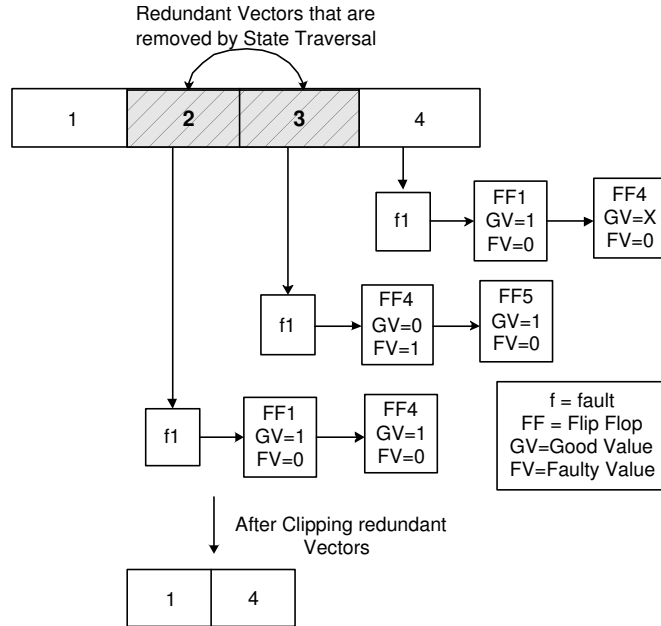 Redundant Vectors that are
removed by State Traversal
1
2
3
4
f1
FF1
GV=1
FV=0
FF4
GV=X
FV=0
f1
FF4
GV=0
FV=1
FF5
GV=1
FV=0
f1
FF1
GV=1
FV=0
FF4
GV=1
FV=0
f = fault
FF = Flip Flop
GV=Good Value
FV=Faulty Value
After Clipping redundant
Vectors
1
4